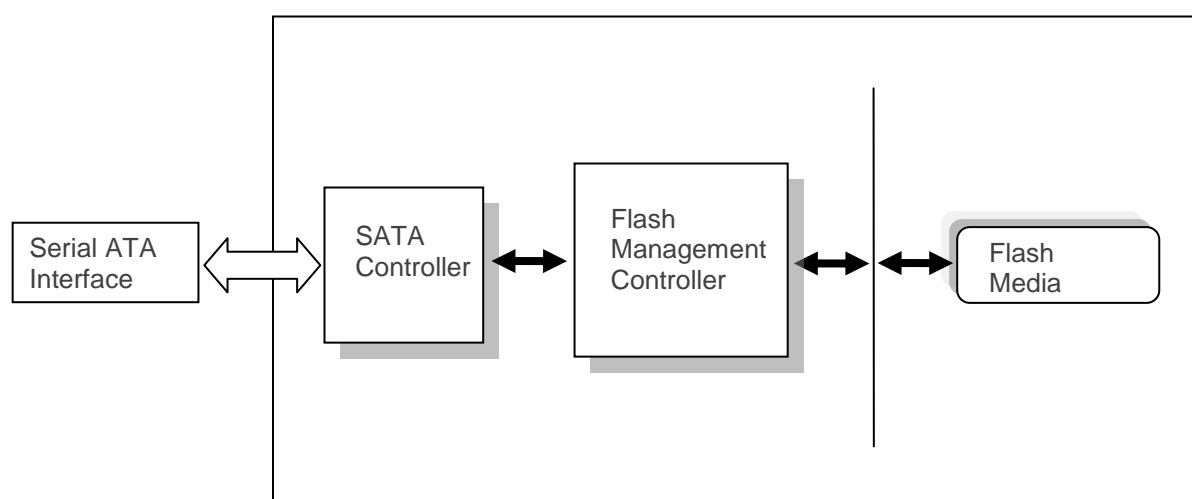 Serial ATA
Interface
SATA
Controller
Flash
Management
Controller
Flash
Media